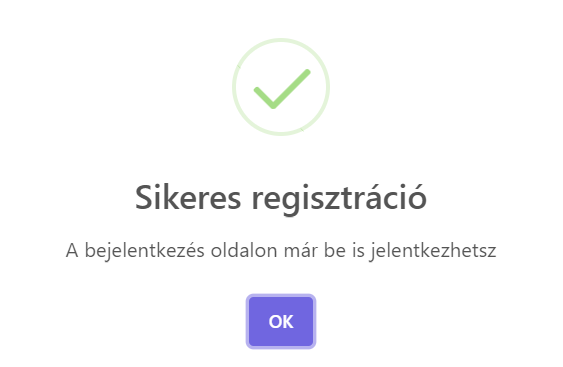 Sikeres regisztráció
A bejelentkezés oldalon már be is jelentkezhetsz
OK